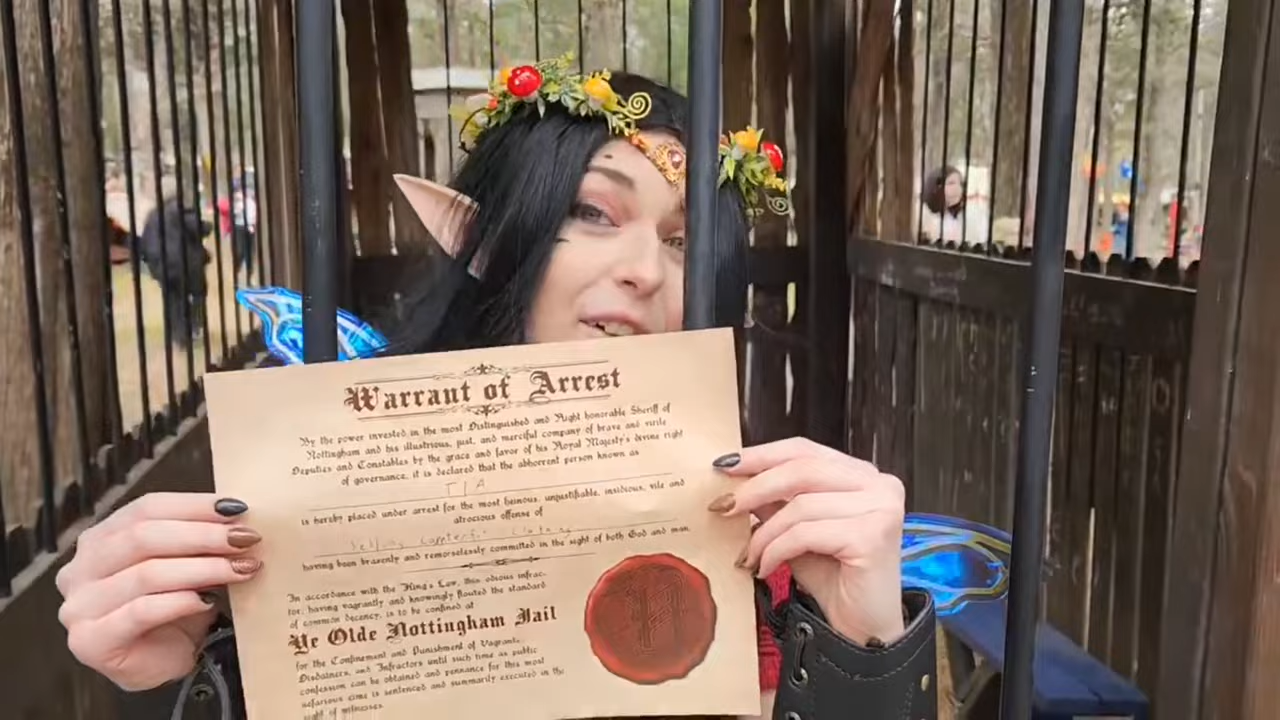 Warrant of Arrest
By the power invested in the most Distinguished and Right honorable Sheriff of
Nottingham and his illustrious, just, and merciful company of brave and virile
Deputies and Constables by the grace and favor of his Royal Majesty's divine right
of governance, it is declared that the abhorrent person known as
TIA
is hereby placed under arrest for the most heinous, unjustifiable, insidious, vile and
atrocious offense of
Selling
having been brazenly and remorselessly committed in the sight of both God and man.
In accordance with the King's Law, this odious infrac-
tor, having vagrantly and knowingly flouted the standard
of common decency, is to be confined at
Ye Olde Nottingham Jail
for the Confinement and Punishment of Vagrants,
Disdainers, and Infractors until such time as public
confession can be obtained and pennance for this most
nefarious crime is sentenced and summarily executed in the
sight of witnesses.